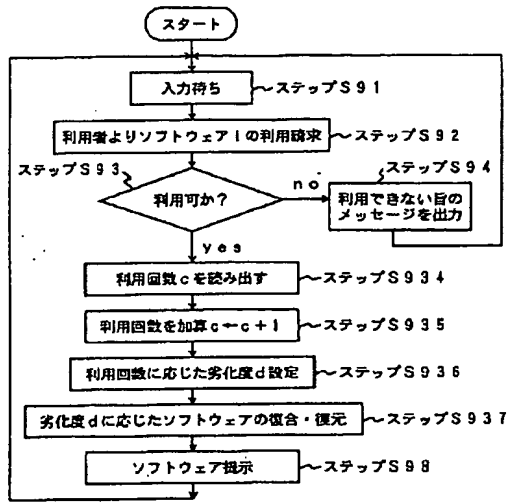 スタート
入力待ち
〜ステップS91
利用者よりソフトウェアiの利用請求
〜ステップS92
ステップS93
ステップS94
利用可か?
no
利用できない旨の
メッセージを出力
yes
利用回数cを読み出す
〜ステップS934
利用回数を加算c←c+1
〜ステップS935
利用回数に応じた劣化度d設定
〜ステップS936
劣化度dに応じたソフトウェアの復合・復元
〜ステップS937
ソフトウェア提示
〜ステップS98